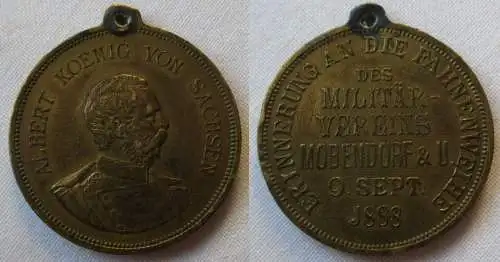 ALBERT KOENIG VON SACHSEN
ERINNERUNG AN DIE FAHNENWEIHE
DES
MILITÄR-
VEREINS
MOBENDORF & U.
9. SEPT.
1888